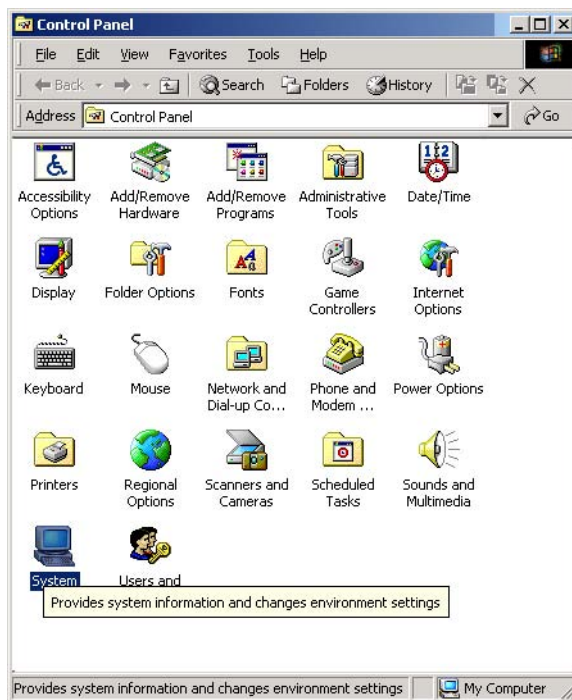 Control Panel
File Edit View Favorites Tools Help
Back Search Folders History
Address Control Panel Go
Accessibility Options
Add/Remove Hardware
Add/Remove Programs
Administrative Tools
12
Date/Time
Display
Folder Options
Fonts
Game Controllers
Internet Options
Keyboard
Mouse
Network and Dial-up Co...
Phone and Modem ...
Power Options
Printers
Regional Options
Scanners and Cameras
Scheduled Tasks
Sounds and Multimedia
System
Users and
Provides system information and changes environment settings
Provides system information and changes environment settings My Computer